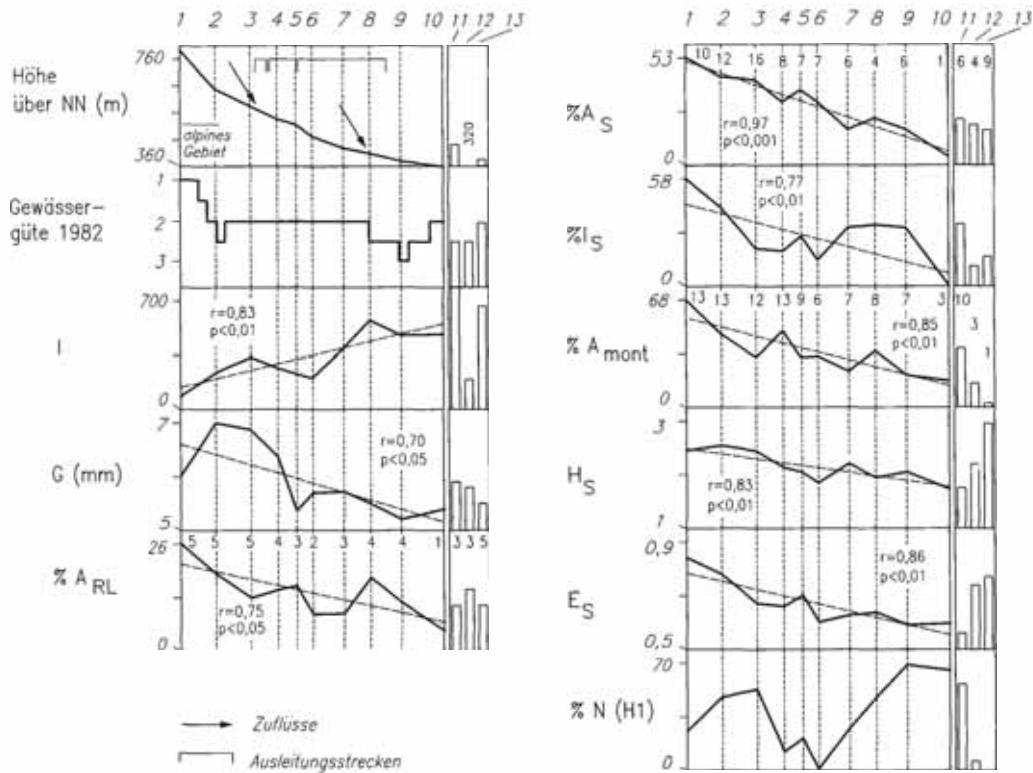 1 2 3 4 5 6 7 8 9 10 11 12 13
760
Höhe
über NN (m)
alpines
Gebiet
320
360
1
Gewässer-
güte 1982
2
3
700
r=0,83
p<0,01
I
0
7
r=0,70
p<0,05
G (mm)
5
26
5 5 5 4 3 2 3 4 4 1 3 3 5
% A RL
r=0,75
p<0,05
0
Zuflüsse
Ausleitungsstrecken
1 2 3 4 5 6 7 8 9 10 11 12 13
53
10 12 16 8 7 7 6 4 6 1 6 4 9
%A S
r=0,97
p<0,001
0
58
r=0,77
p<0,01
%I S
0
68
13 13 12 13 9 6 7 8 7 3 10 3 1
r=0,85
p<0,01
% A mont
0
3
H S
r=0,83
p<0,01
1
0,9
r=0,86
p<0,01
E S
0,5
70
% N (H1)
0